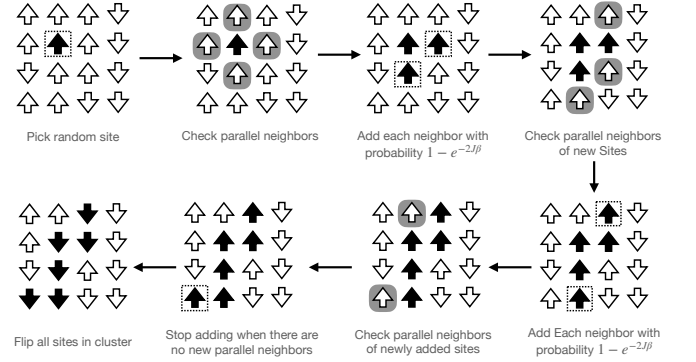 Pick random site
Check parallel neighbors
Add each neighbor with
probability 1 − e^{−2Jβ}
Check parallel neighbors
of new Sites
Flip all sites in cluster
Stop adding when there are
no new parallel neighbors
Check parallel neighbors
of newly added sites
Add Each neighbor with
probability 1 − e^{−2Jβ}